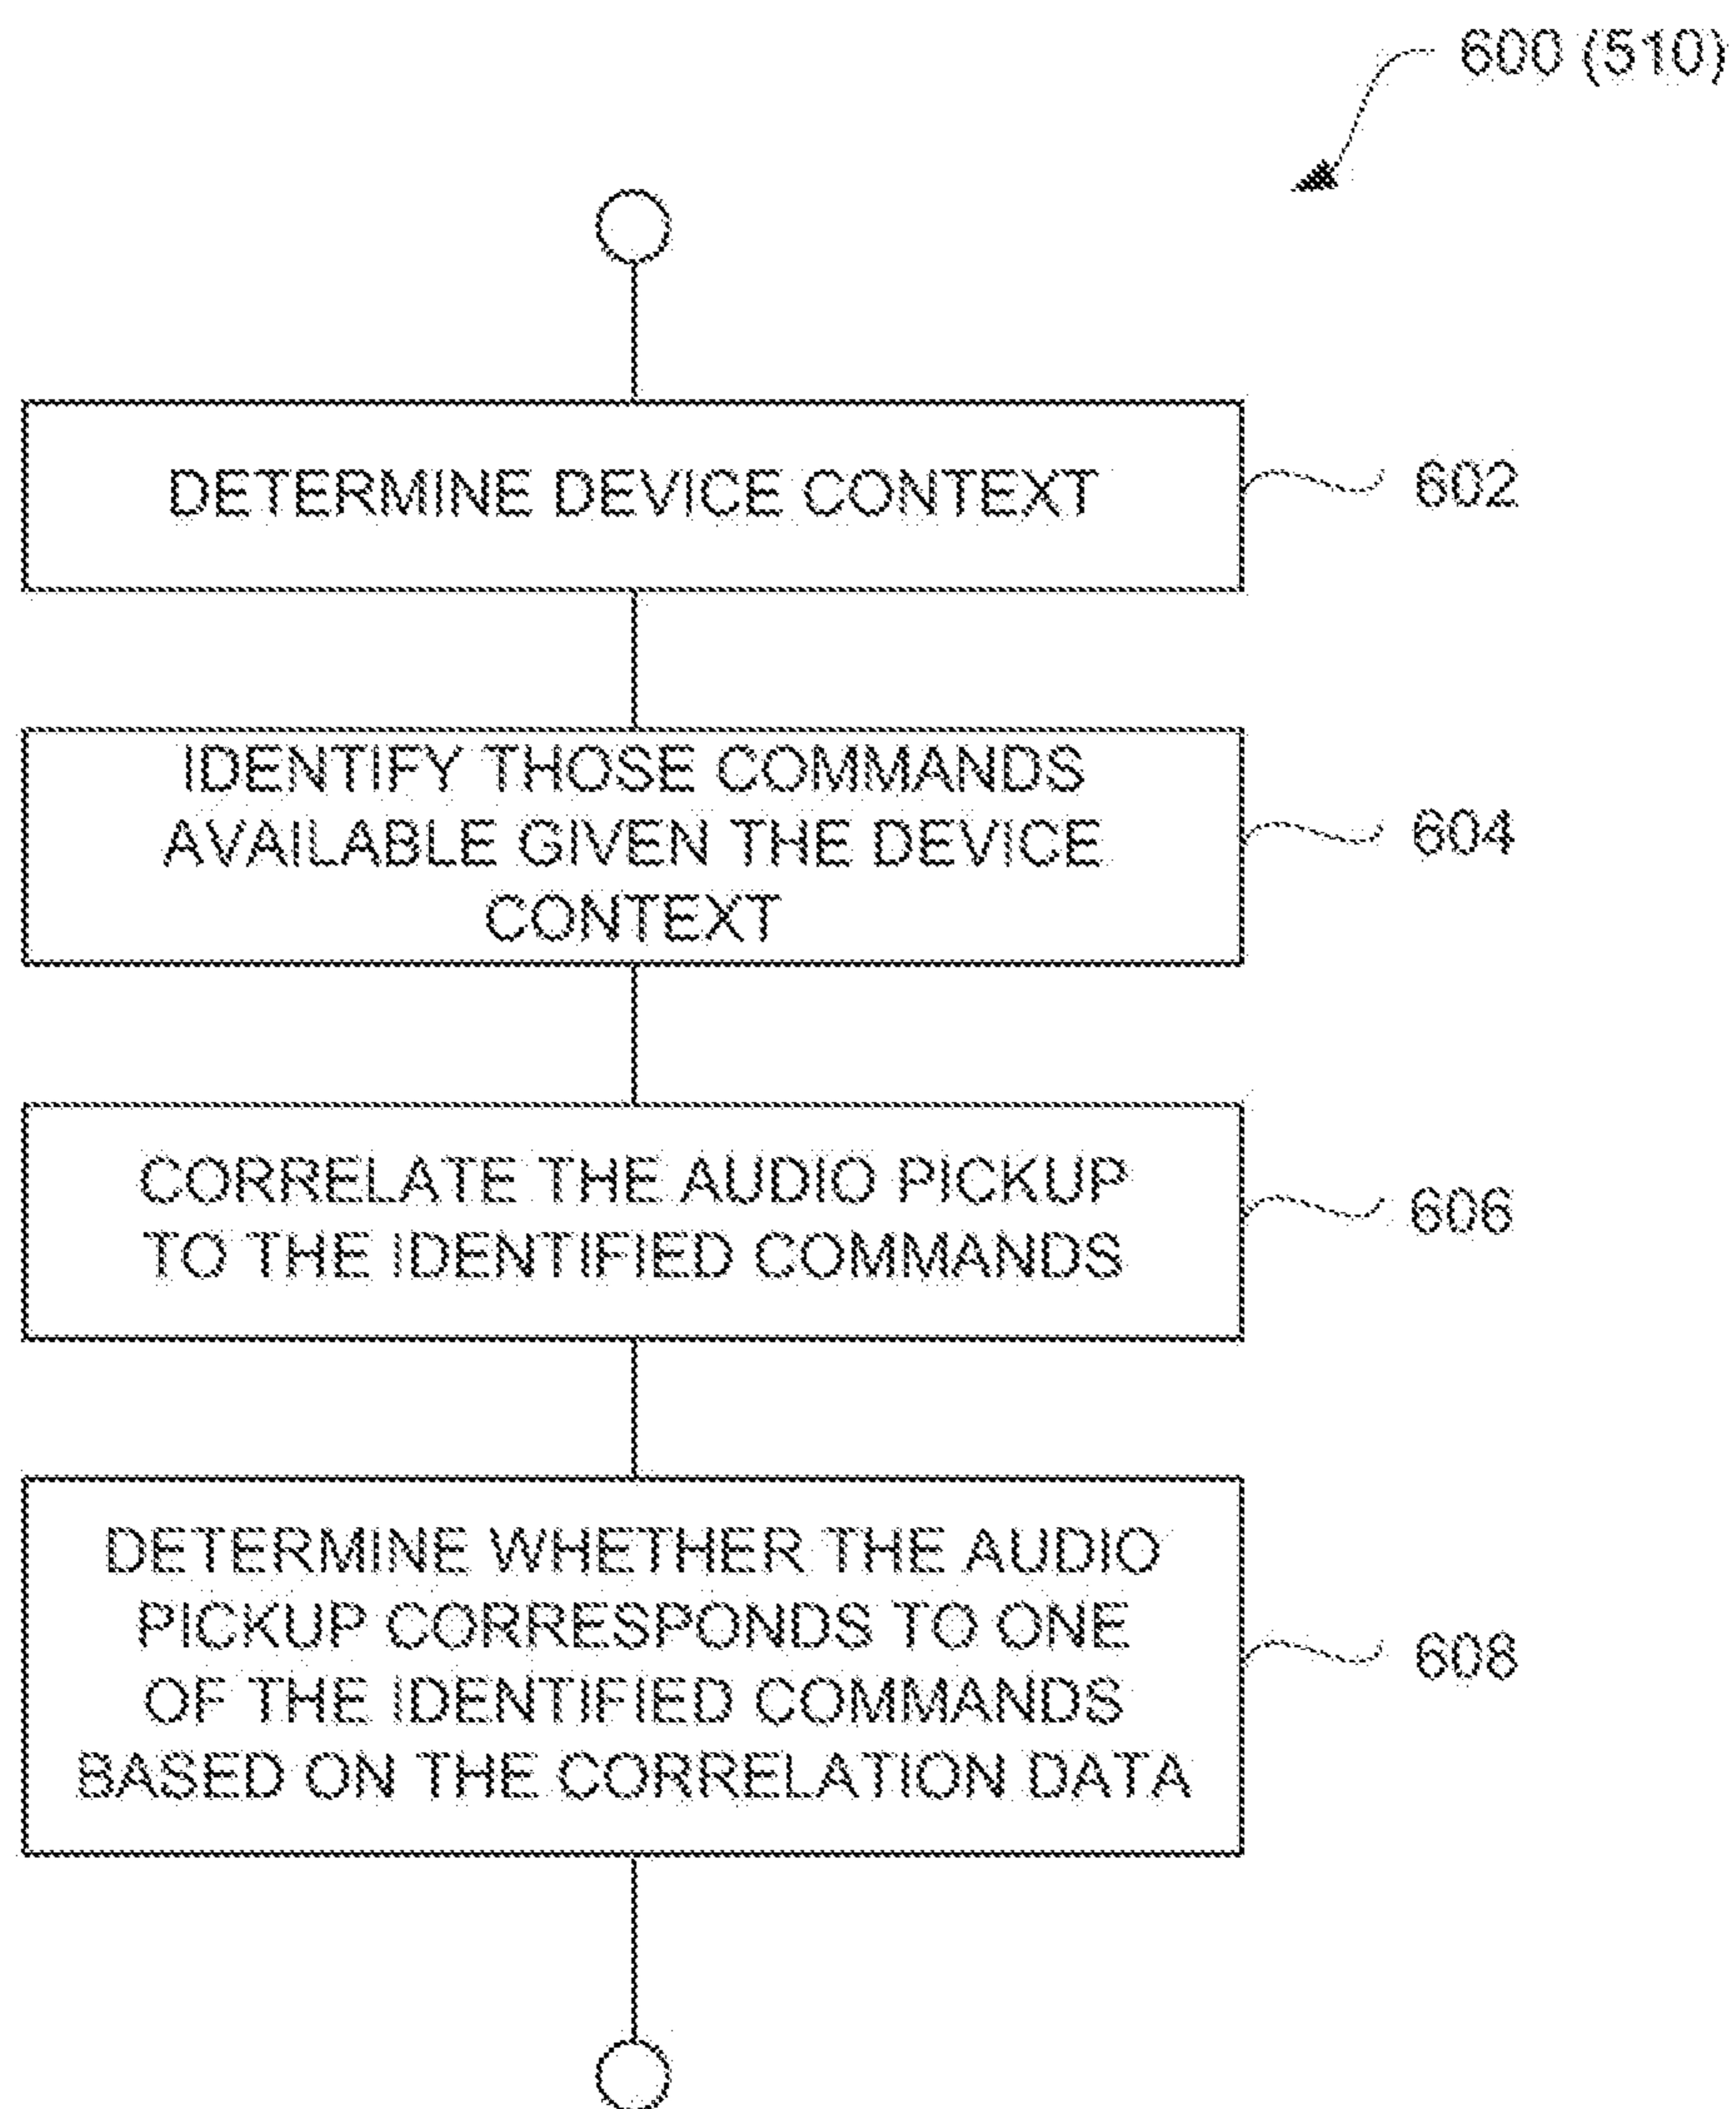 600 (510)
DETERMINE DEVICE CONTEXT
602
IDENTIFY THOSE COMMANDS
AVAILABLE GIVEN THE DEVICE
CONTEXT
604
CORRELATE THE AUDIO PICKUP
TO THE IDENTIFIED COMMANDS
606
DETERMINE WHETHER THE AUDIO
PICKUP CORRESPONDS TO ONE
OF THE IDENTIFIED COMMANDS
BASED ON THE CORRELATION DATA
608